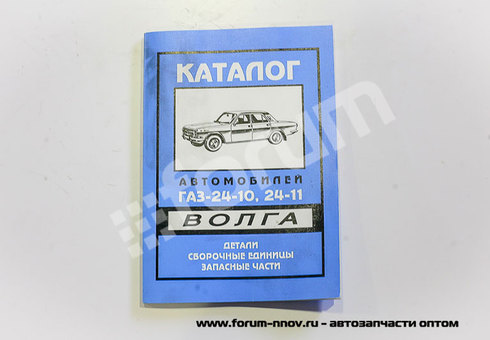 КАТАЛОГ
АВТОМОБИЛЕЙ
ГАЗ-24-10, 24-11
ВОЛГА
ДЕТАЛИ
СБОРОЧНЫЕ ЕДИНИЦЫ
ЗАПАСНЫЕ ЧАСТИ
forum
www.forum-nnov.ru - автозапчасти оптом